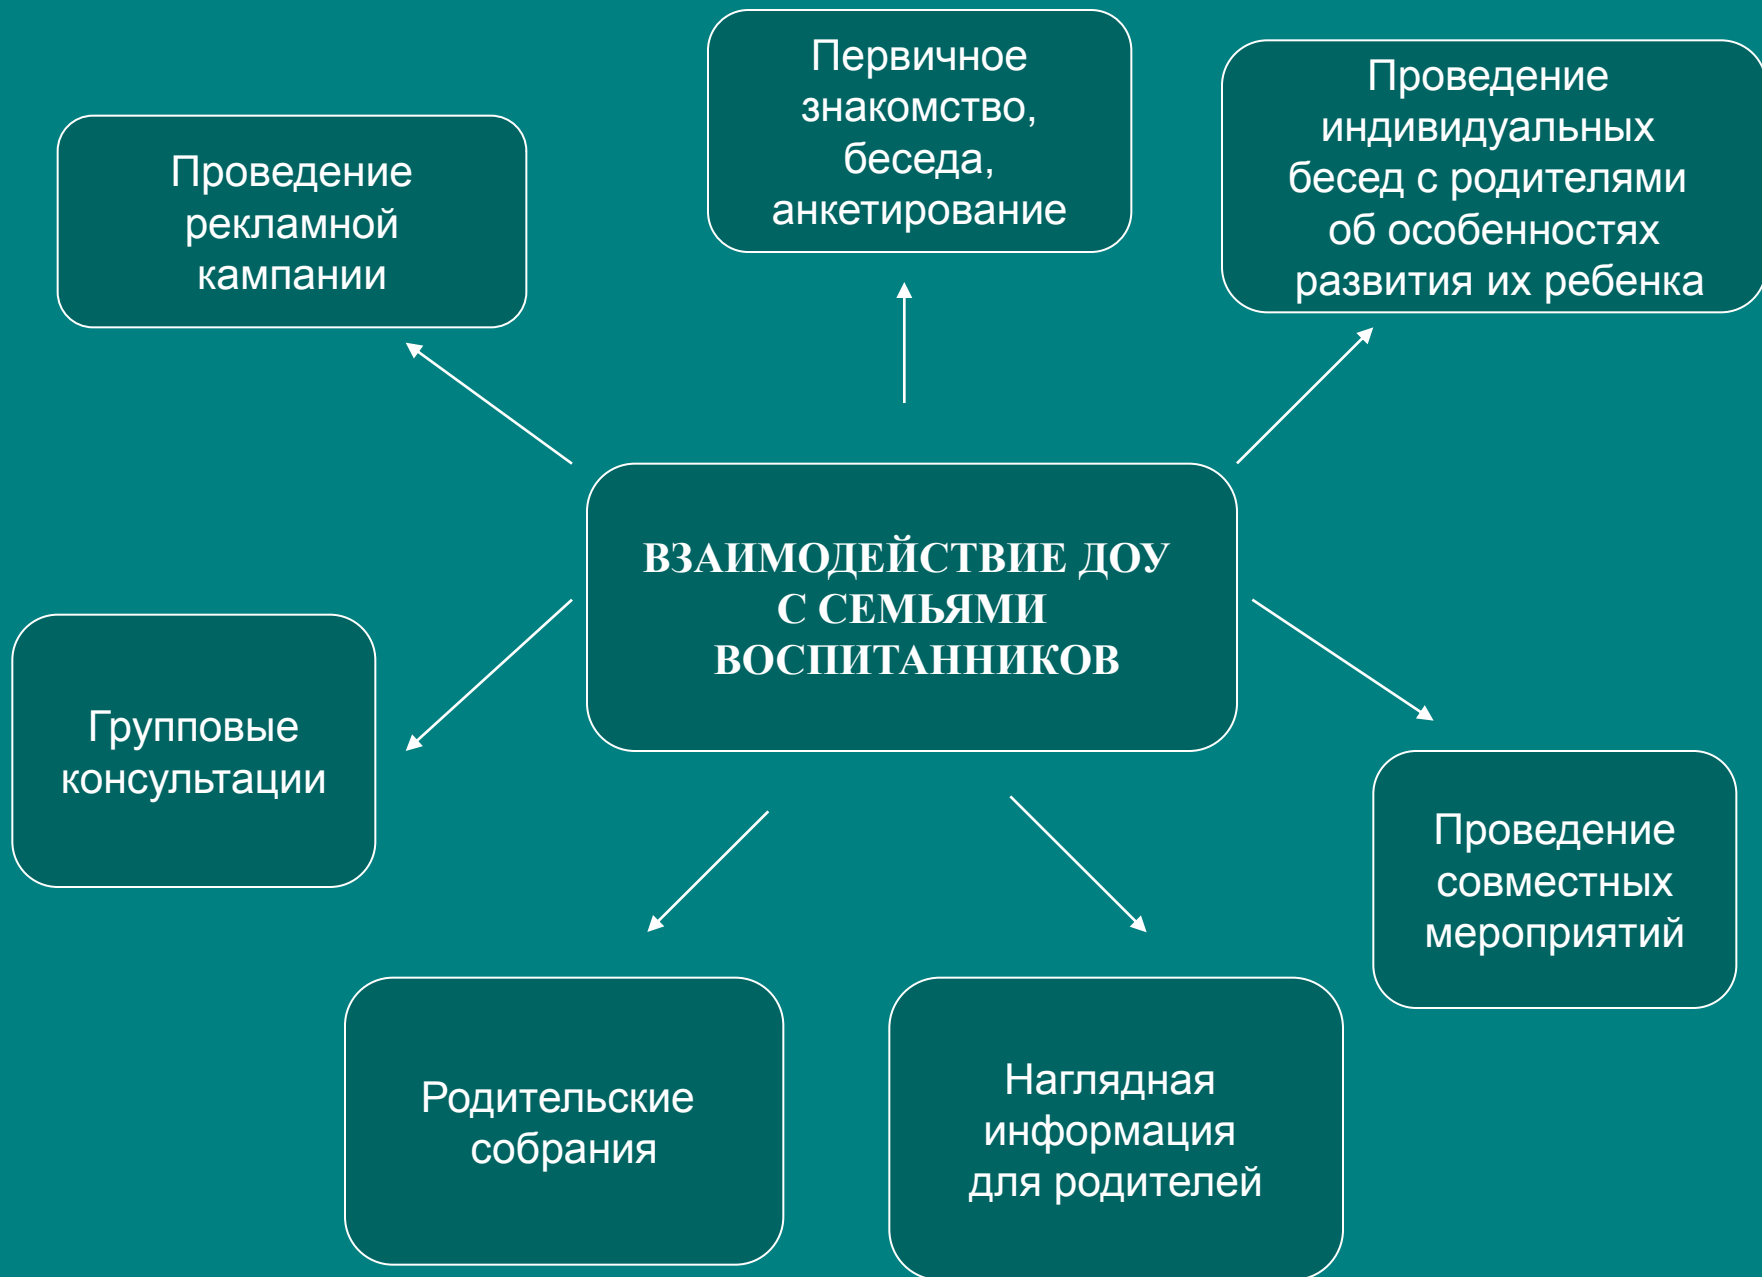 Первичное
знакомство,
беседа,
анкетирование
Проведение
индивидуальных
бесед с родителями
об особенностях
развития их ребенка
Проведение
рекламной
кампании
ВЗАИМОДЕЙСТВИЕ ДОУ
С СЕМЬЯМИ
ВОСПИТАННИКОВ
Групповые
консультации
Проведение
совместных
мероприятий
Родительские
собрания
Наглядная
информация
для родителей